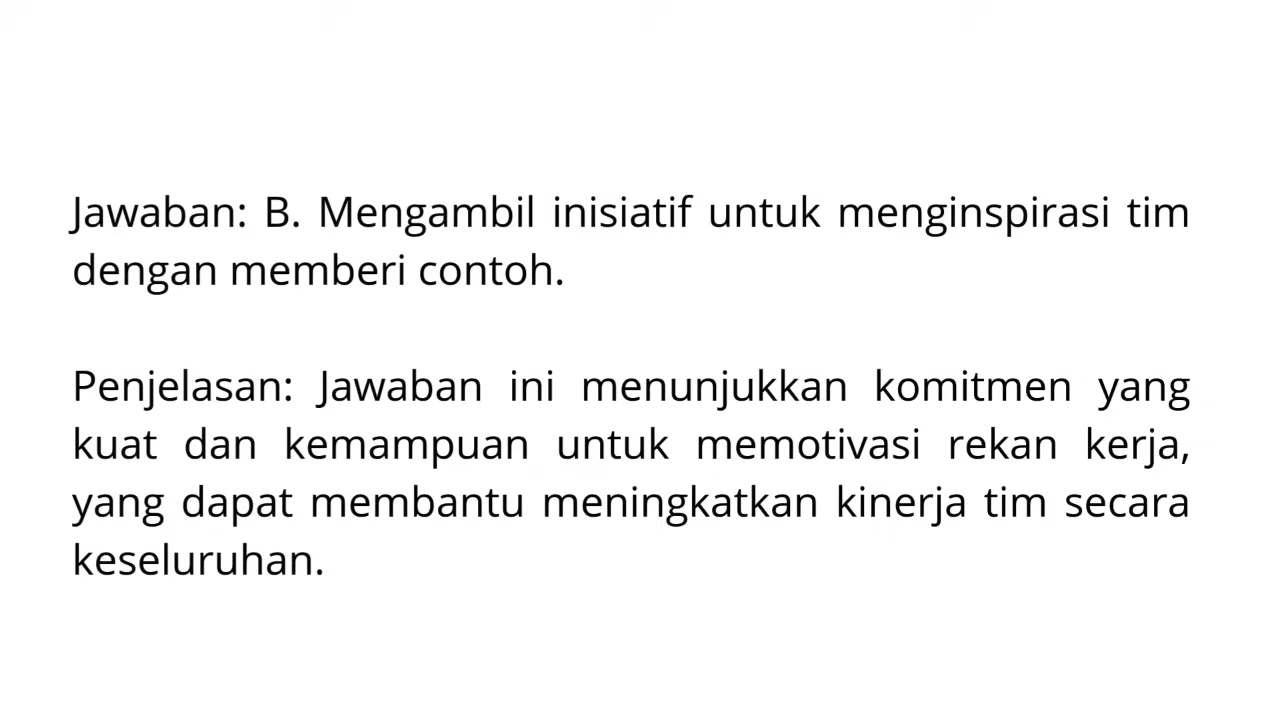 Jawaban: B. Mengambil inisiatif untuk menginspirasi tim
dengan memberi contoh.
Penjelasan: Jawaban ini menunjukkan komitmen yang
kuat dan kemampuan untuk memotivasi rekan kerja,
yang dapat membantu meningkatkan kinerja tim secara
keseluruhan.